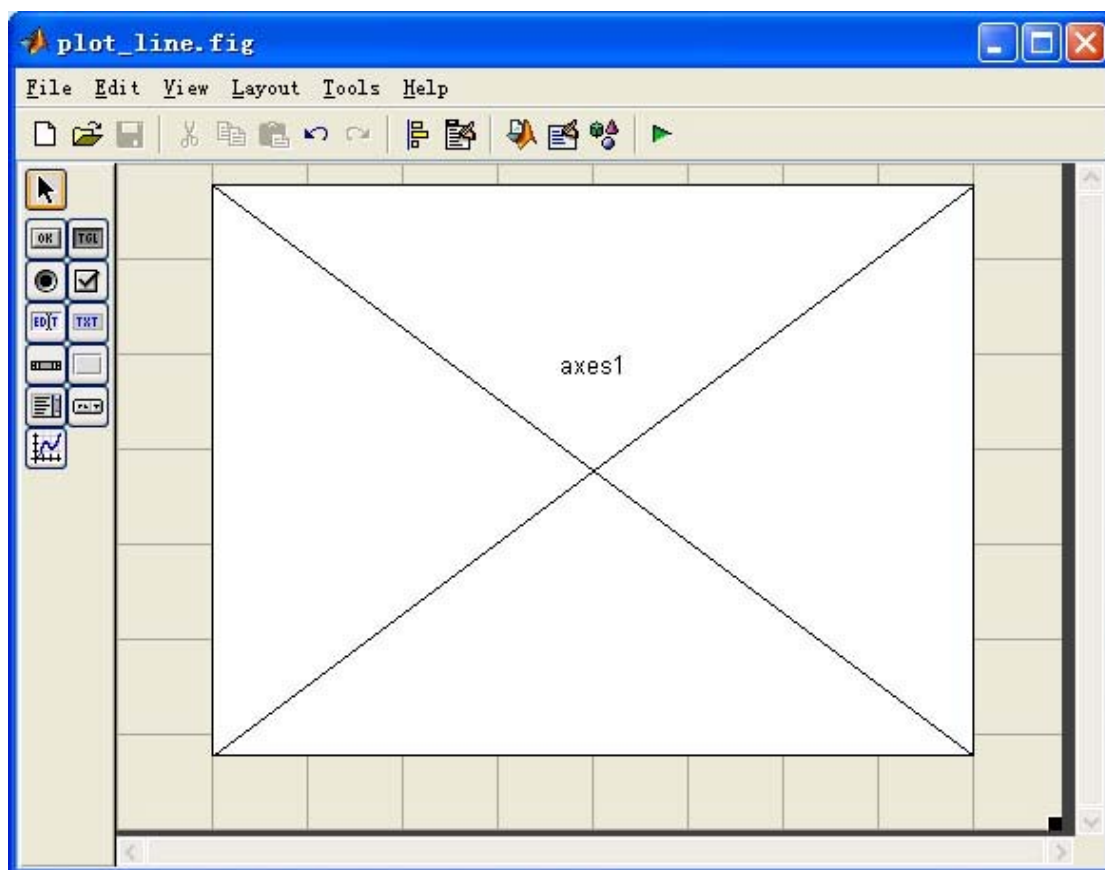 plot_line.fig
File Edit View Layout Tools Help
OK TGL
EDIT TXT
axes1